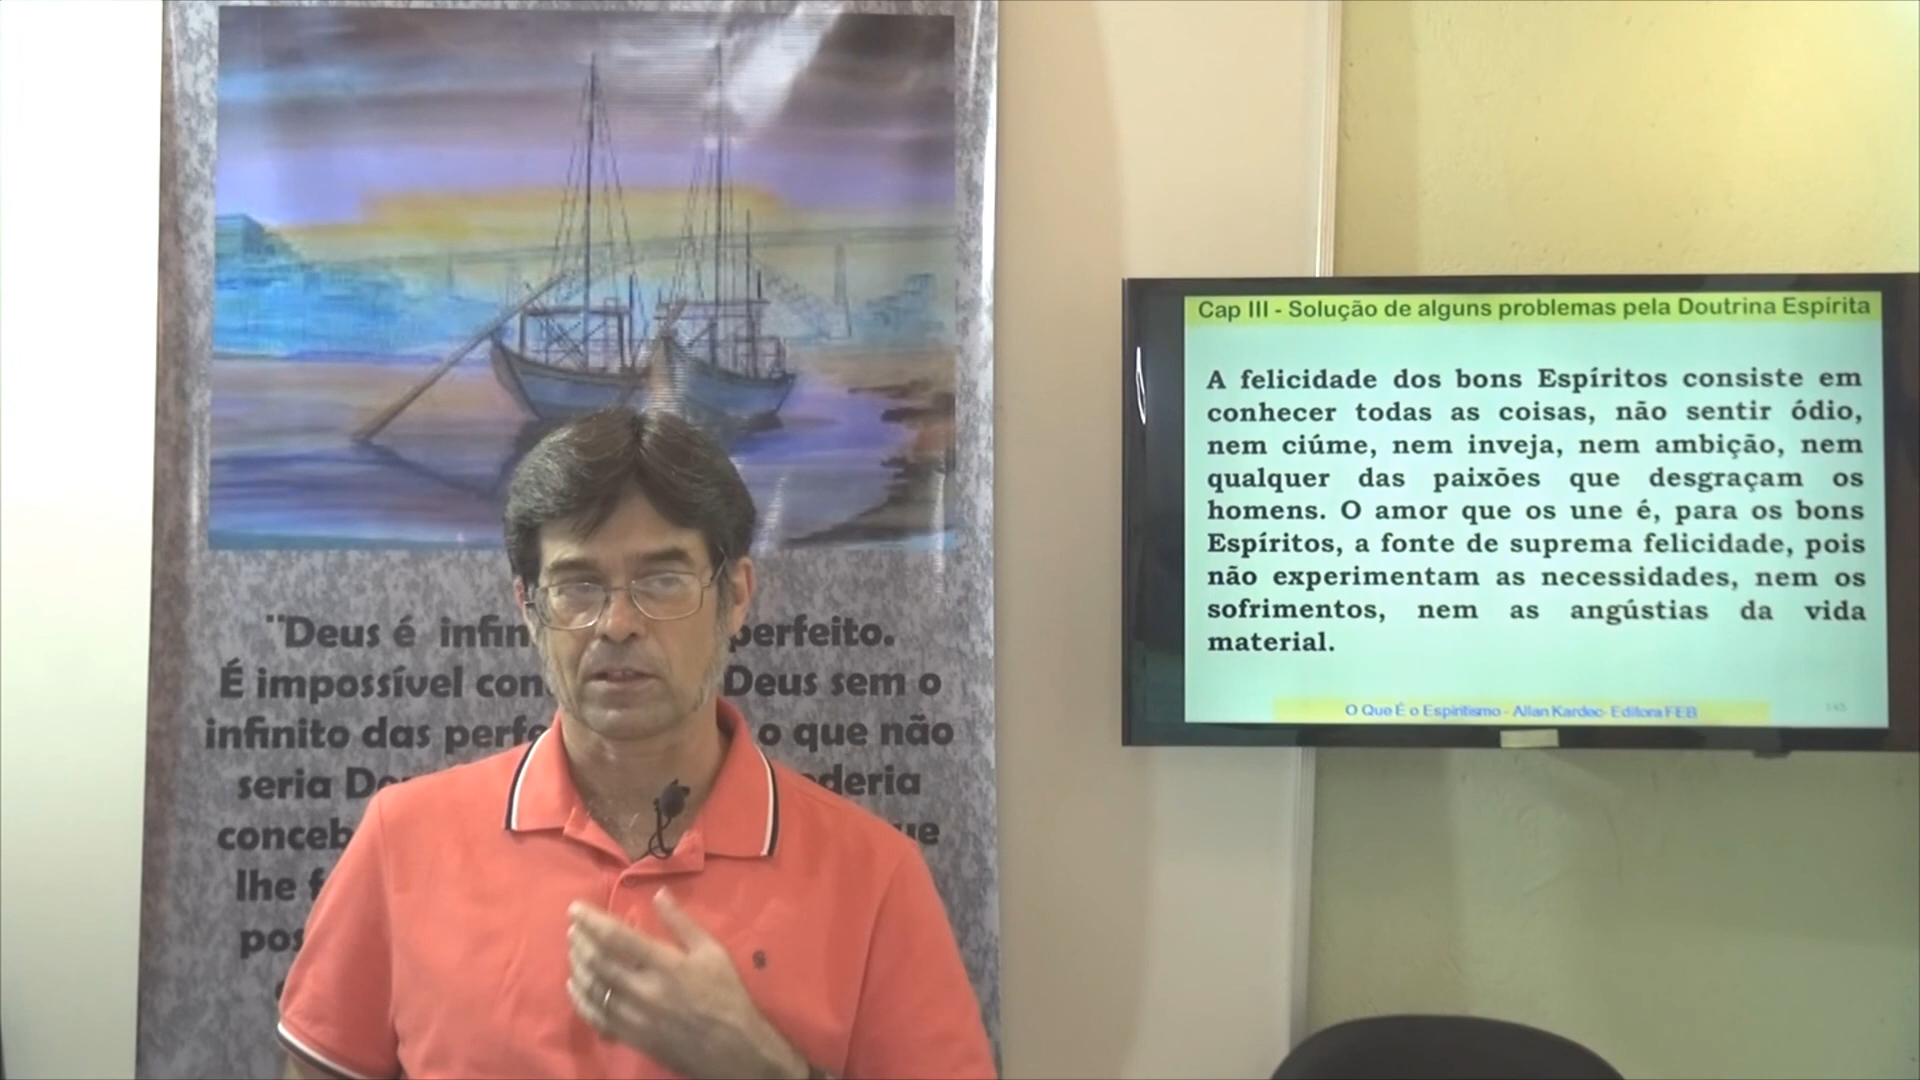 ¨Deus é infin perfeito.
É impossível con Deus sem o
infinito das perfe o que não
seria De deria
conceb ue
lhe f
pos
Cap III - Solução de alguns problemas pela Doutrina Espírita
A felicidade dos bons Espíritos consiste em
conhecer todas as coisas, não sentir ódio,
nem ciúme, nem inveja, nem ambição, nem
qualquer das paixões que desgraçam os
homens. O amor que os une é, para os bons
Espíritos, a fonte de suprema felicidade, pois
não experimentam as necessidades, nem os
sofrimentos, nem as angústias da vida
material.
O Que É o Espiritismo - Allan Kardec- Editora FEB